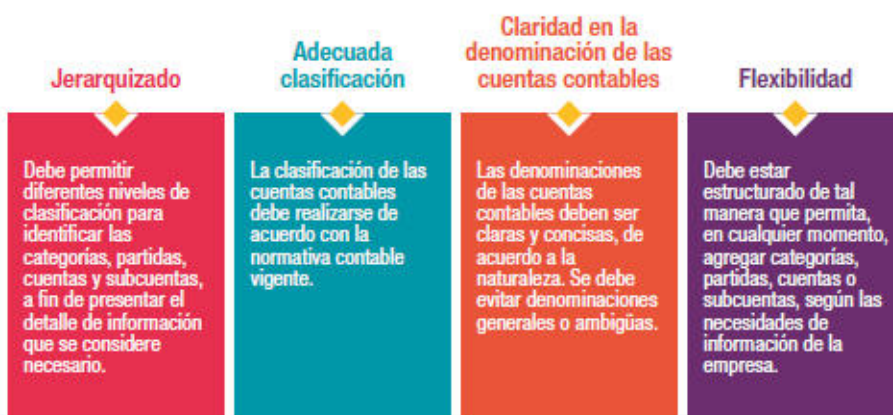 Jerarquizado
Debe permitir
diferentes niveles de
clasificación para
identificar las
categorías, partidas,
cuentas y subcuentas,
a fin de presentar el
detalle de información
que se considere
necesario.
Adecuada
clasificación
La clasificación de las
cuentas contables
debe realizarse de
acuerdo con la
normativa contable
vigente.
Claridad en la
denominación de las
cuentas contables
Las denominaciones
de las cuentas
contables deben ser
claras y concisas, de
acuerdo a la
naturaleza. Se debe
evitar denominaciones
generales o ambigüas.
Flexibilidad
Debe estar
estructurado de tal
manera que permita,
en cualquier momento,
agregar categorías,
partidas, cuentas o
subcuentas, según las
necesidades de
información de la
empresa.